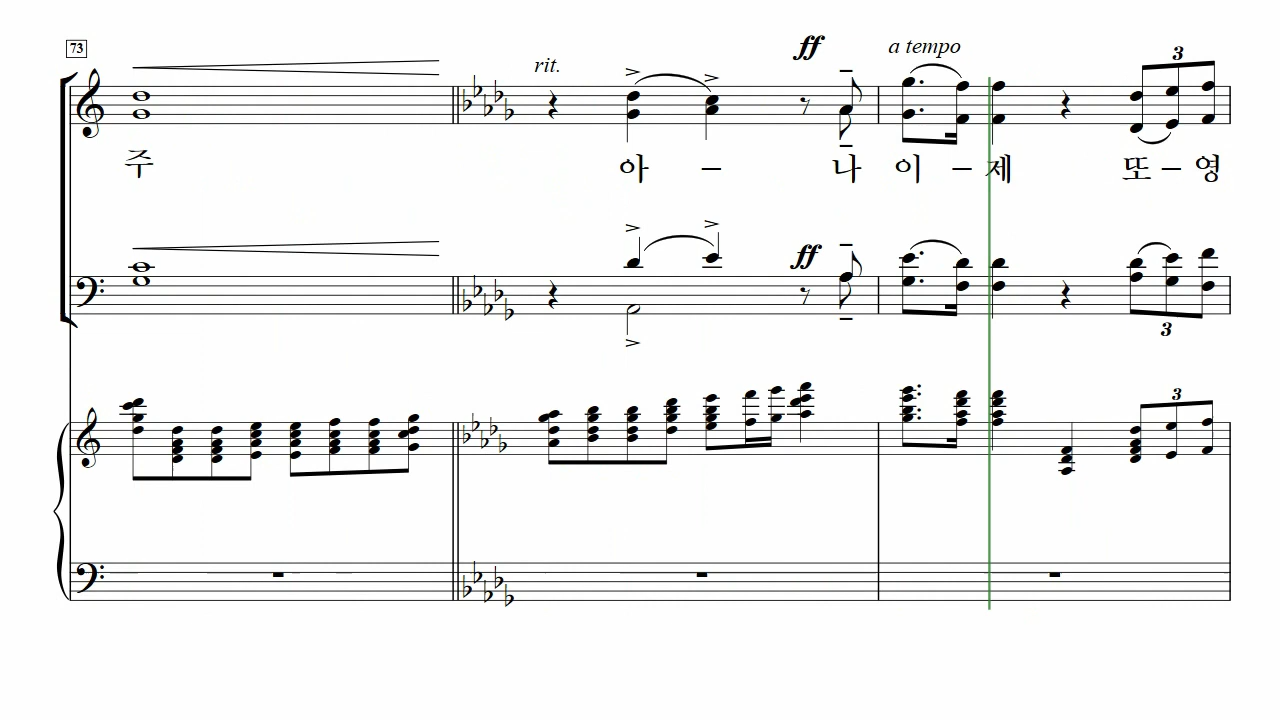 73
rit.
ff
a tempo
3
주 아 – 나 이 – 제 또 – 영
ff
3
3